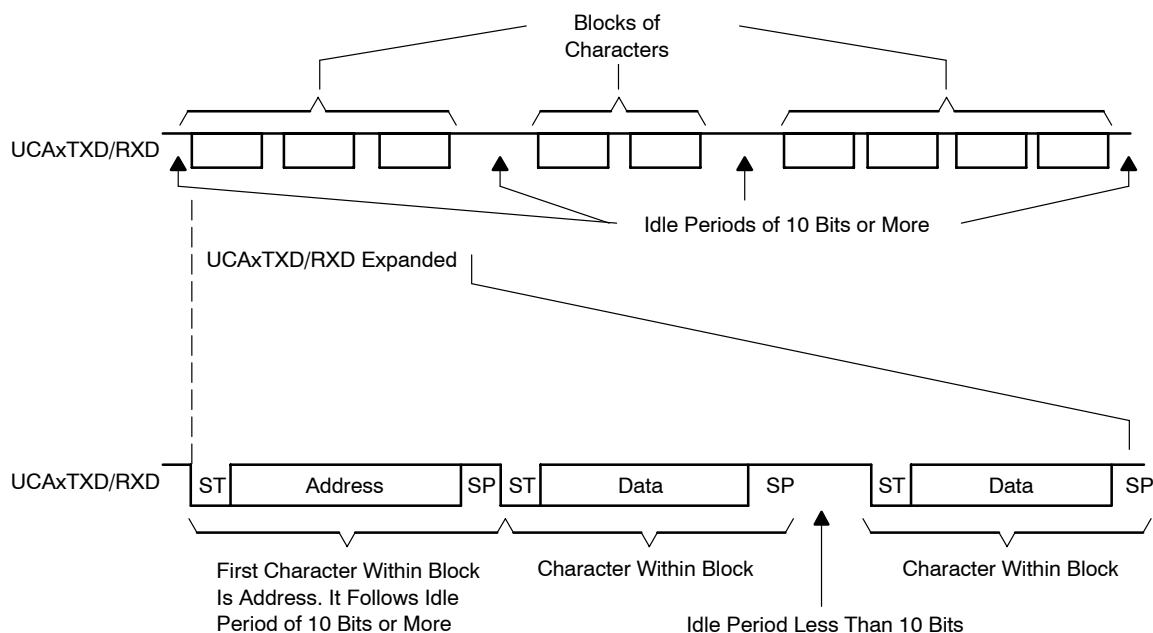 Blocks of
Characters
UCAxTXD/RXD
Idle Periods of 10 Bits or More
UCAxTXD/RXD Expanded
UCAxTXD/RXD
ST
Address
SP
ST
Data
SP
ST
Data
SP
First Character Within Block
Is Address. It Follows Idle
Period of 10 Bits or More
Character Within Block
Character Within Block
Idle Period Less Than 10 Bits